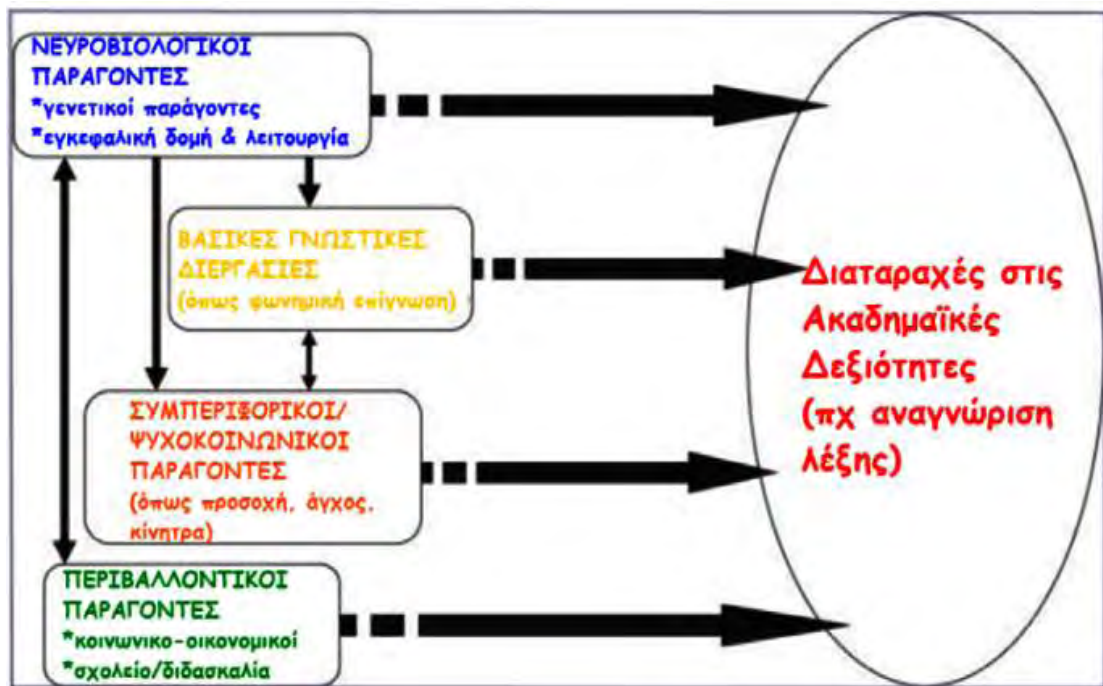 ΝΕΥΡΟΒΙΟΛΟΓΙΚΟΙ
ΠΑΡΑΓΟΝΤΕΣ
*γενετικοί παράγοντες
*εγκεφαλική δομή & λειτουργία
ΒΑΣΙΚΕΣ ΓΝΩΣΤΙΚΕΣ
ΔΙΕΡΓΑΣΙΕΣ
(όπως φωνημική επίγνωση)
ΣΥΜΠΕΡΙΦΟΡΙΚΟΙ/
ΨΥΧΟΚΟΙΝΩΝΙΚΟΙ
ΠΑΡΑΓΟΝΤΕΣ
(όπως προσοχή, άγχος,
κίνητρα)
ΠΕΡΙΒΑΛΛΟΝΤΙΚΟΙ
ΠΑΡΑΓΟΝΤΕΣ
*κοινωνικο-οικονομικοί
*σχολείο/διδασκαλία
Διαταραχές στις
Ακαδημαϊκές
Δεξιότητες
(πχ αναγνώριση
λέξης)